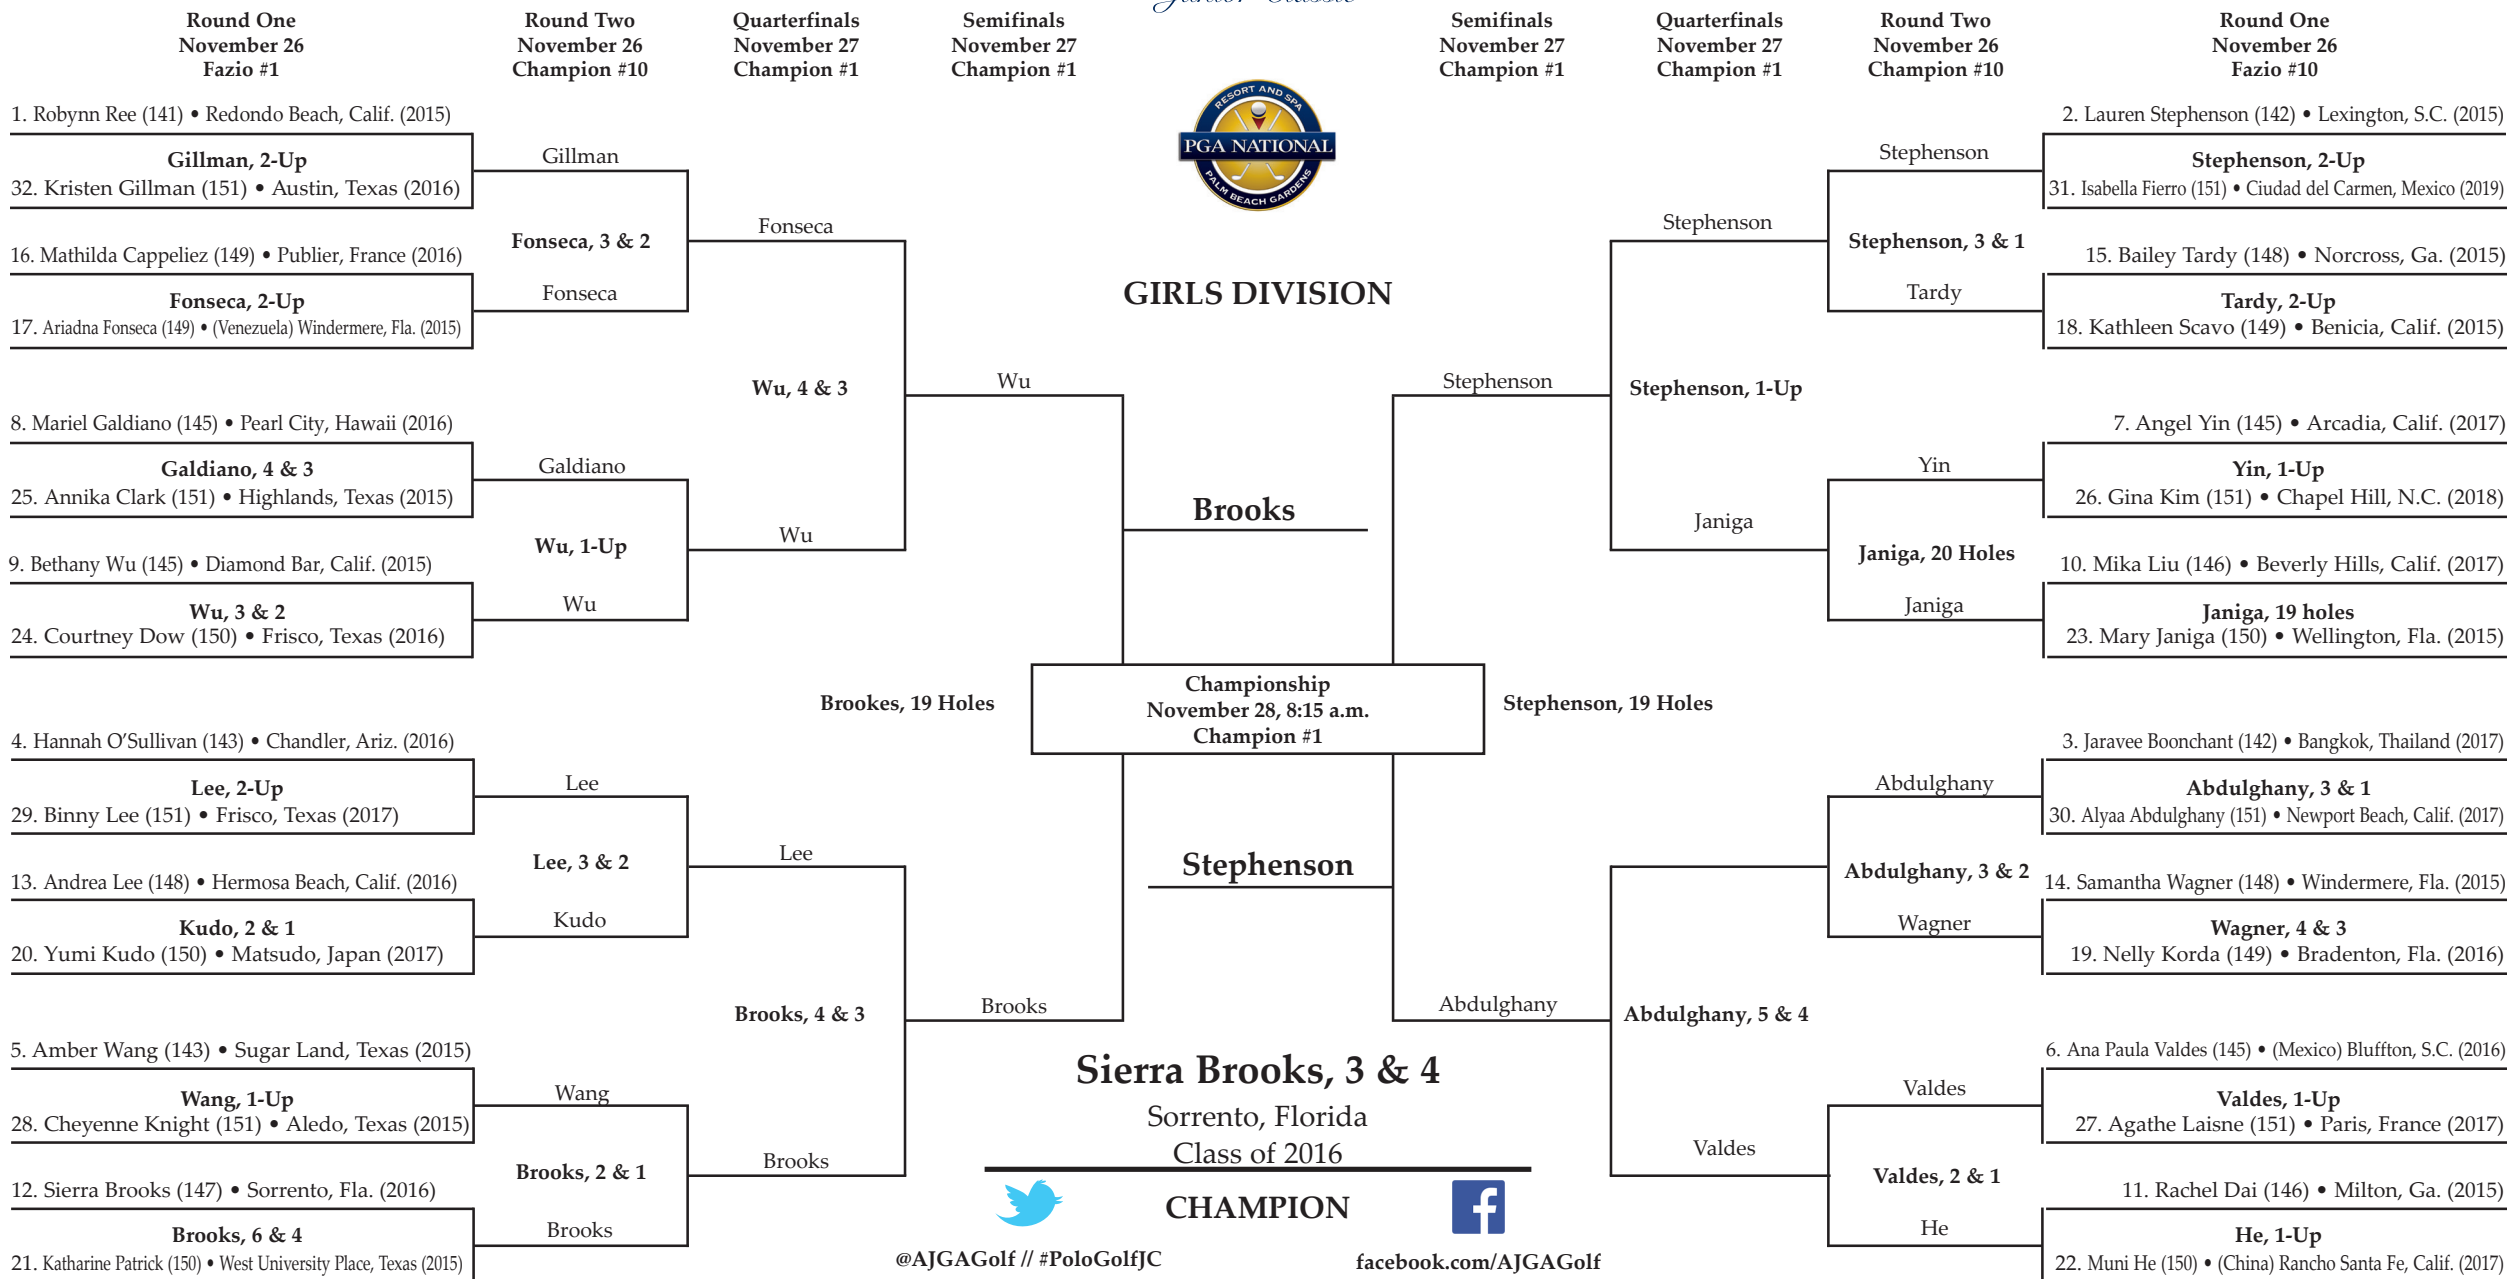 Junior Classic
Round One
November 26
Fazio #1
Round Two
November 26
Champion #10
Quarterfinals
November 27
Champion #1
Semifinals
November 27
Champion #1
Semifinals
November 27
Champion #1
Quarterfinals
November 27
Champion #1
Round Two
November 26
Champion #10
Round One
November 26
Fazio #10
RESORT AND SPA
PGA NATIONAL
PALM BEACH GARDENS
GIRLS DIVISION
1. Robynn Ree (141) • Redondo Beach, Calif. (2015)
Gillman, 2-Up
32. Kristen Gillman (151) • Austin, Texas (2016)
16. Mathilda Cappeliez (149) • Publier, France (2016)
Fonseca, 2-Up
17. Ariadna Fonseca (149) • (Venezuela) Windermere, Fla. (2015)
8. Mariel Galdiano (145) • Pearl City, Hawaii (2016)
Galdiano, 4 & 3
25. Annika Clark (151) • Highlands, Texas (2015)
9. Bethany Wu (145) • Diamond Bar, Calif. (2015)
Wu, 3 & 2
24. Courtney Dow (150) • Frisco, Texas (2016)
4. Hannah O'Sullivan (143) • Chandler, Ariz. (2016)
Lee, 2-Up
29. Binny Lee (151) • Frisco, Texas (2017)
13. Andrea Lee (148) • Hermosa Beach, Calif. (2016)
Kudo, 2 & 1
20. Yumi Kudo (150) • Matsudo, Japan (2017)
5. Amber Wang (143) • Sugar Land, Texas (2015)
Wang, 1-Up
28. Cheyenne Knight (151) • Aledo, Texas (2015)
12. Sierra Brooks (147) • Sorrento, Fla. (2016)
Brooks, 6 & 4
21. Katharine Patrick (150) • West University Place, Texas (2015)
Gillman
Fonseca, 3 & 2
Fonseca
Galdiano
Wu, 1-Up
Wu
Lee
Lee, 3 & 2
Kudo
Wang
Brooks, 2 & 1
Brooks
Fonseca
Wu, 4 & 3
Wu
Lee
Brooks, 4 & 3
Brooks
Wu
Brookes, 19 Holes
Brooks
Brooks
Championship
November 28, 8:15 a.m.
Champion #1
Stephenson
Sierra Brooks, 3 & 4
Sorrento, Florida
Class of 2016
CHAMPION
@AJGAGolf // #PoloGolfJC
facebook.com/AJGAGolf
Stephenson
Stephenson, 19 Holes
Abdulghany
Stephenson
Stephenson, 1-Up
Janiga
Abdulghany, 5 & 4
Valdes
Stephenson
Stephenson, 3 & 1
Tardy
Yin
Janiga, 20 Holes
Janiga
Abdulghany
Abdulghany, 3 & 2
Wagner
Valdes
Valdes, 2 & 1
He
2. Lauren Stephenson (142) • Lexington, S.C. (2015)
Stephenson, 2-Up
31. Isabella Fierro (151) • Ciudad del Carmen, Mexico (2019)
15. Bailey Tardy (148) • Norcross, Ga. (2015)
Tardy, 2-Up
18. Kathleen Scavo (149) • Benicia, Calif. (2015)
7. Angel Yin (145) • Arcadia, Calif. (2017)
Yin, 1-Up
26. Gina Kim (151) • Chapel Hill, N.C. (2018)
10. Mika Liu (146) • Beverly Hills, Calif. (2017)
Janiga, 19 holes
23. Mary Janiga (150) • Wellington, Fla. (2015)
3. Jaravee Boonchant (142) • Bangkok, Thailand (2017)
Abdulghany, 3 & 1
30. Alyaa Abdulghany (151) • Newport Beach, Calif. (2017)
14. Samantha Wagner (148) • Windermere, Fla. (2015)
Wagner, 4 & 3
19. Nelly Korda (149) • Bradenton, Fla. (2016)
6. Ana Paula Valdes (145) • (Mexico) Bluffton, S.C. (2016)
Valdes, 1-Up
27. Agathe Laisne (151) • Paris, France (2017)
11. Rachel Dai (146) • Milton, Ga. (2015)
He, 1-Up
22. Muni He (150) • (China) Rancho Santa Fe, Calif. (2017)